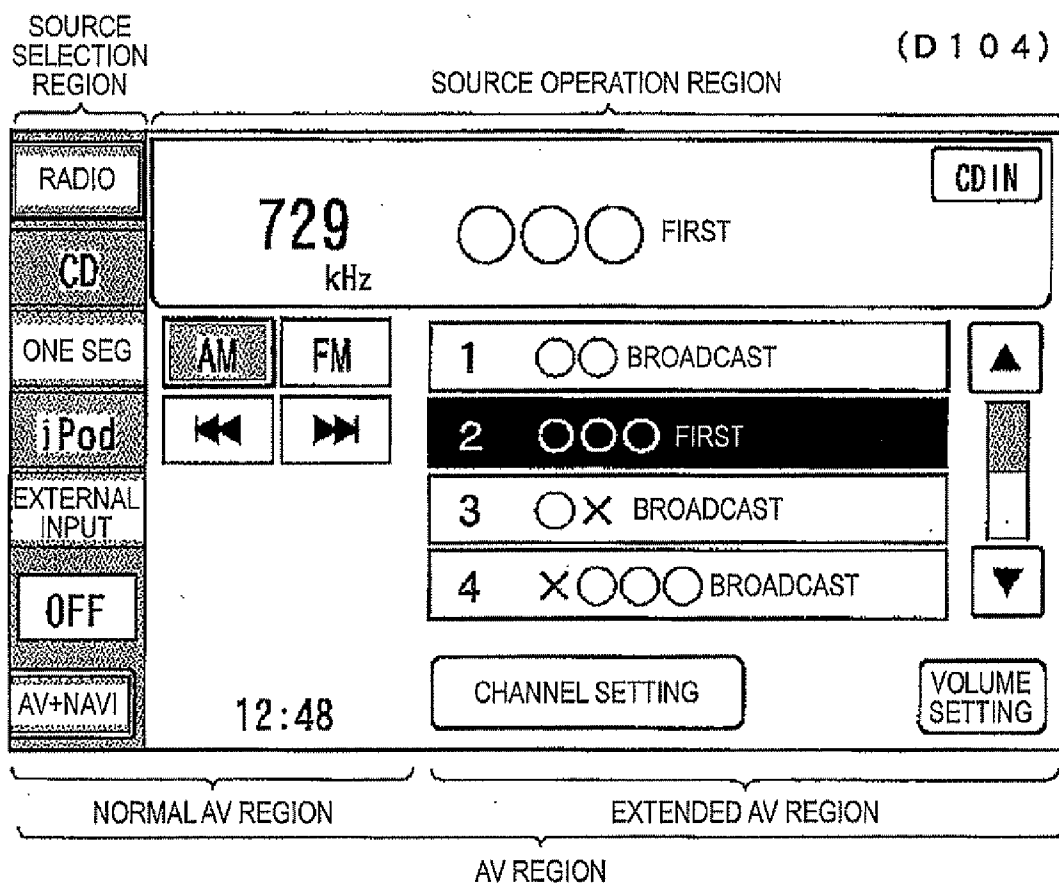 SOURCE
SELECTION
REGION
(D104)
SOURCE OPERATION REGION
RADIO
CD
ONE SEG
iPod
EXTERNAL
INPUT
OFF
AV+NAVI
CD IN
729
kHz
○○○ FIRST
AM
FM
1 ○○ BROADCAST
2 ○○○ FIRST
3 ○× BROADCAST
4 ×○○○ BROADCAST
12:48
CHANNEL SETTING
VOLUME
SETTING
NORMAL AV REGION
EXTENDED AV REGION
AV REGION